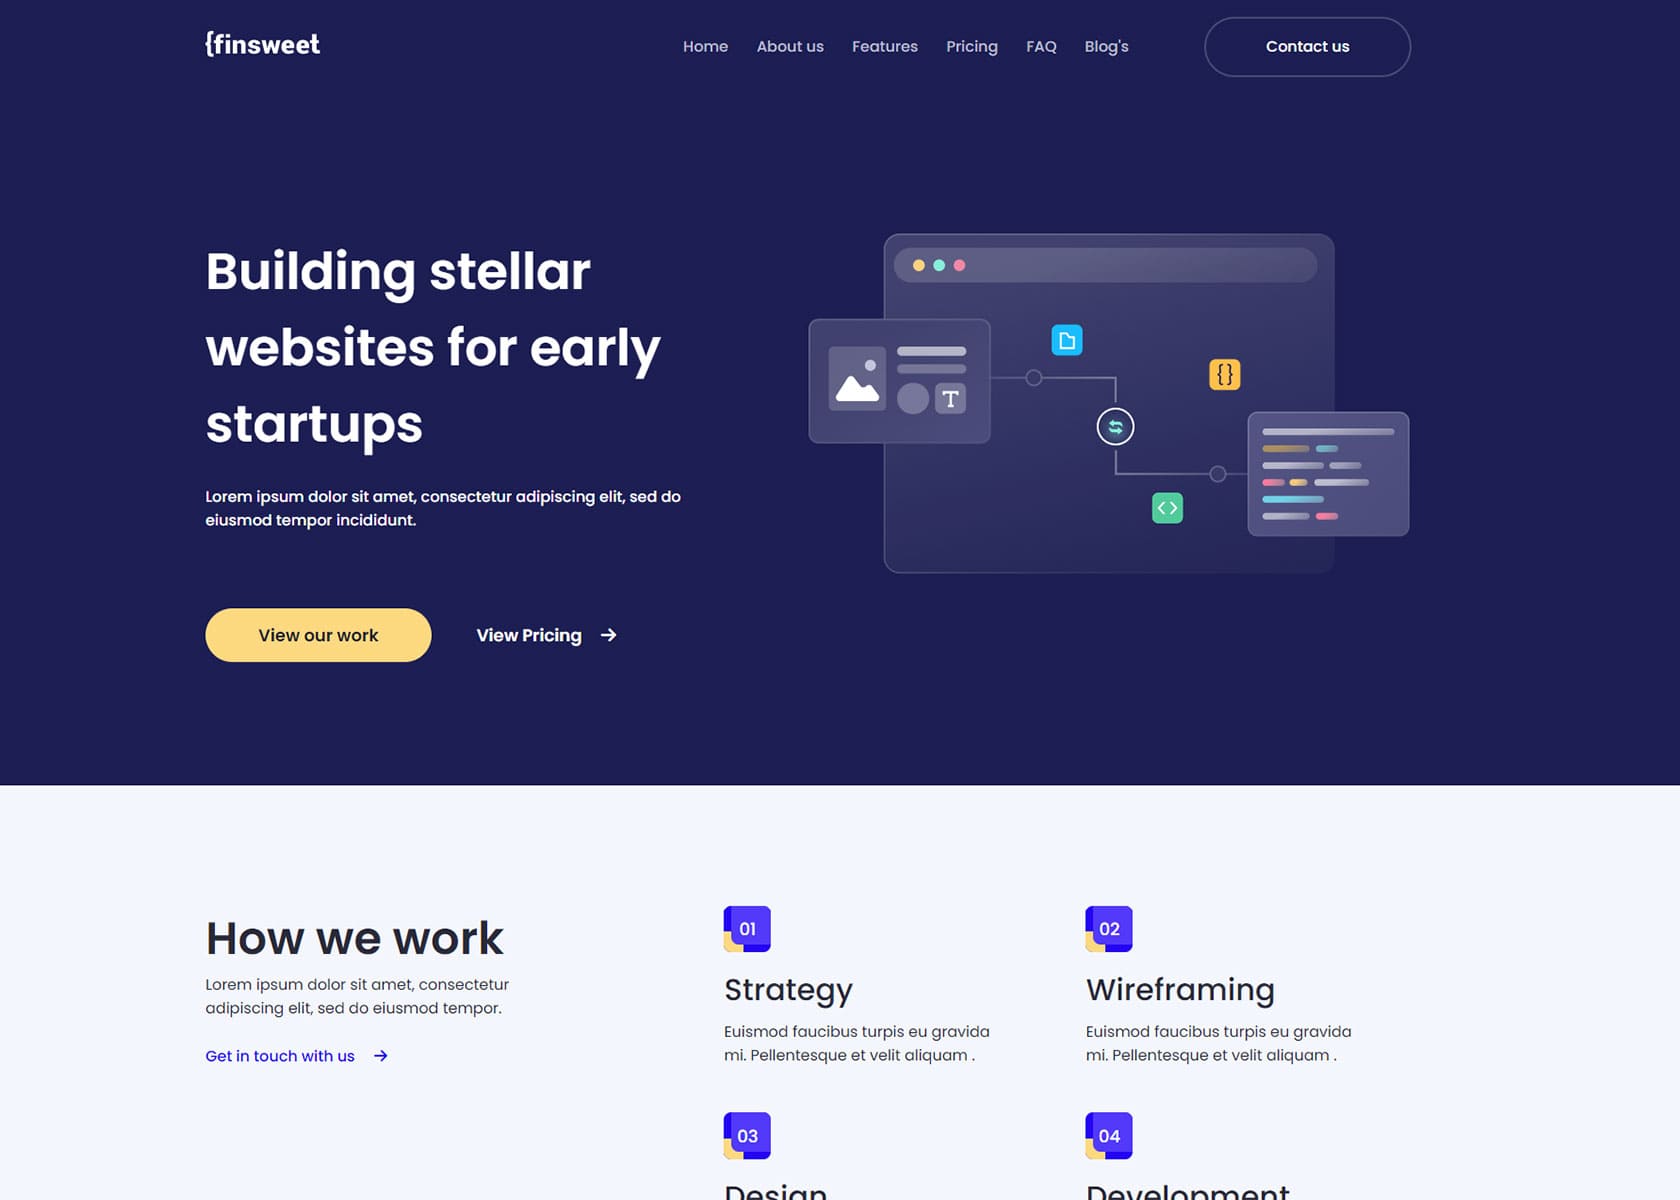 {finsweet
Home About us Features Pricing FAQ Blog's
Contact us
Building stellar
websites for early
startups
Lorem ipsum dolor sit amet, consectetur adipiscing elit, sed do
eiusmod tempor incididunt.
View our work
View Pricing →
T
{}
<>
How we work
Lorem ipsum dolor sit amet, consectetur
adipiscing elit, sed do eiusmod tempor.
Get in touch with us →
01
Strategy
Euismod faucibus turpis eu gravida
mi. Pellentesque et velit aliquam .
02
Wireframing
Euismod faucibus turpis eu gravida
mi. Pellentesque et velit aliquam .
03
Design
04
Development